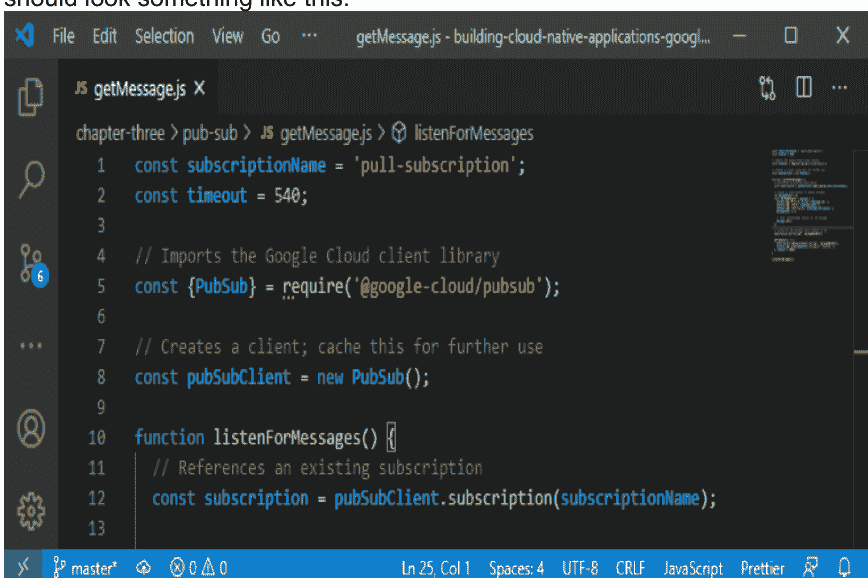 should look something like this:
File Edit Selection View Go ··· getMessage.js - building-cloud-native-applications-googl...
JS getMessage.js X
chapter-three > pub-sub > JS getMessage.js > listenForMessages
1 const subscriptionName = 'pull-subscription';
2 const timeout = 540;
3
4 // Imports the Google Cloud client library
5 const {PubSub} = require('@google-cloud/pubsub');
6
7 // Creates a client; cache this for further use
8 const pubSubClient = new PubSub();
9
10 function listenForMessages() {
11 // References an existing subscription
12 const subscription = pubSubClient.subscription(subscriptionName);
13
6
master* 0 0 Ln 25, Col 1 Spaces: 4 UTF-8 CRLF JavaScript Prettier